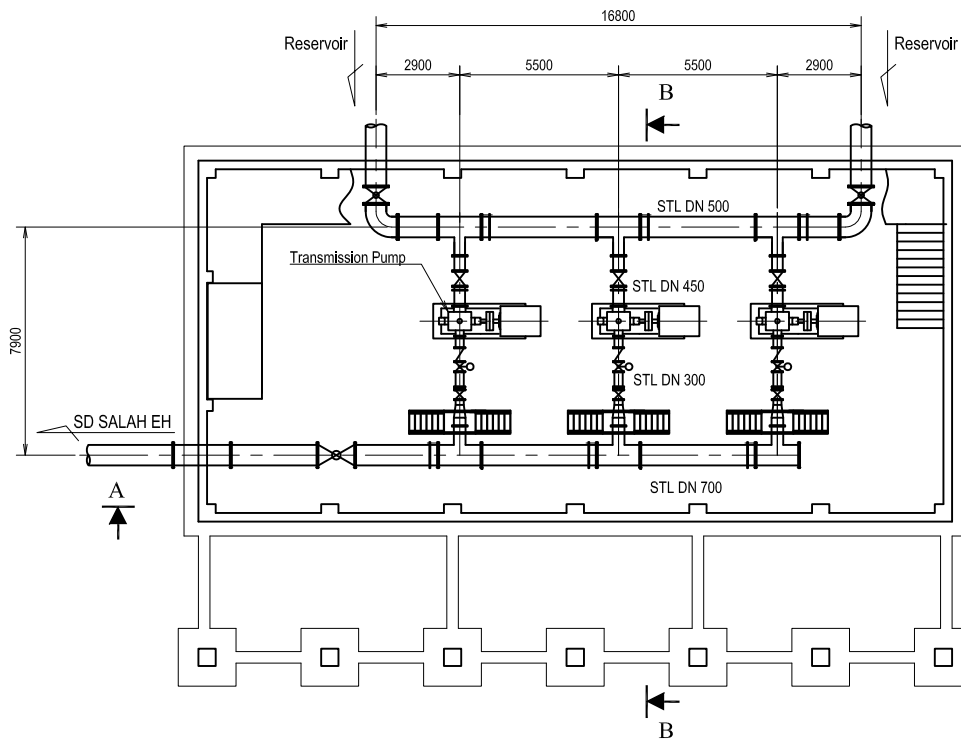 16800
Reservoir
Reservoir
2900
5500
5500
2900
B
STL DN 500
Transmission Pump
STL DN 450
7900
STL DN 300
SD SALAH EH
STL DN 700
A
B